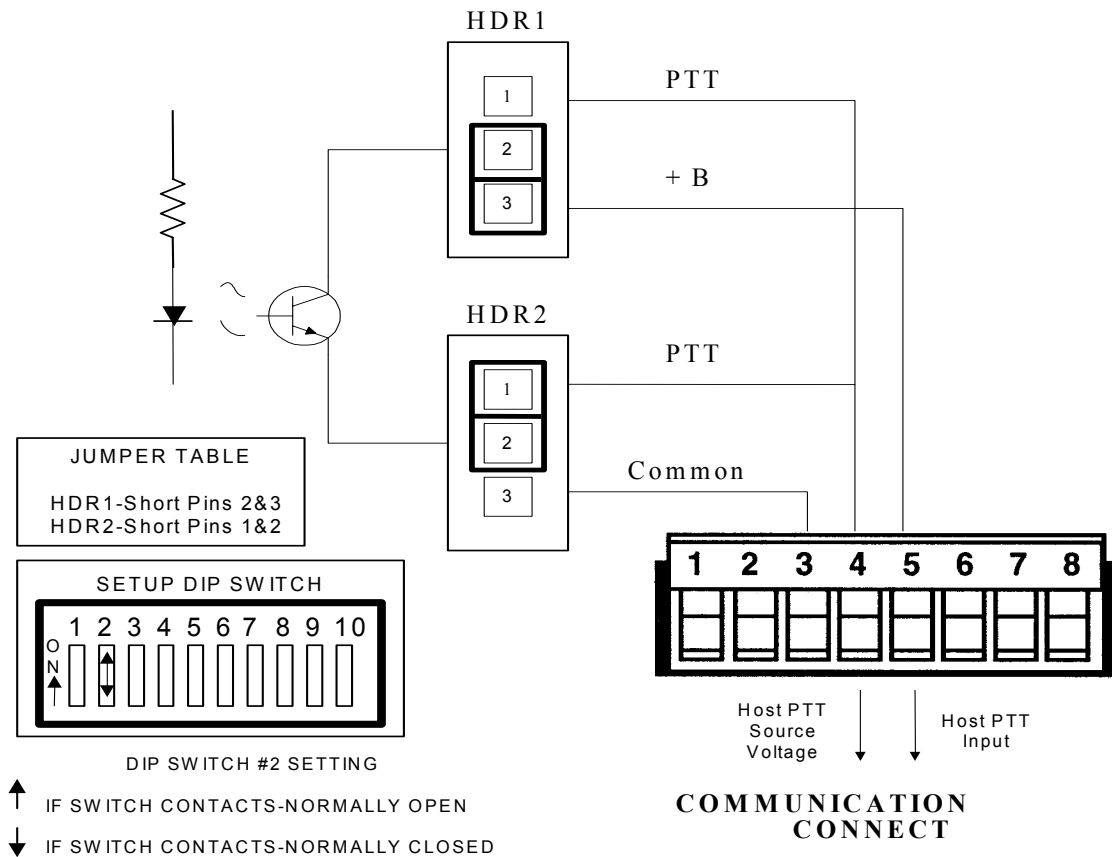 HDR1
1
2
3
PTT
+ B
HDR2
1
2
3
PTT
Common
JUMPER TABLE
HDR1-Short Pins 2&3
HDR2-Short Pins 1&2
SETUP DIP SWITCH
1 2 3 4 5 6 7 8 9 10
ON
DIP SWITCH #2 SETTING
IF SWITCH CONTACTS-NORMALLY OPEN
IF SWITCH CONTACTS-NORMALLY CLOSED
1 2 3 4 5 6 7 8
Host PTT
Source
Voltage
Host PTT
Input
COMMUNICATION
CONNECT